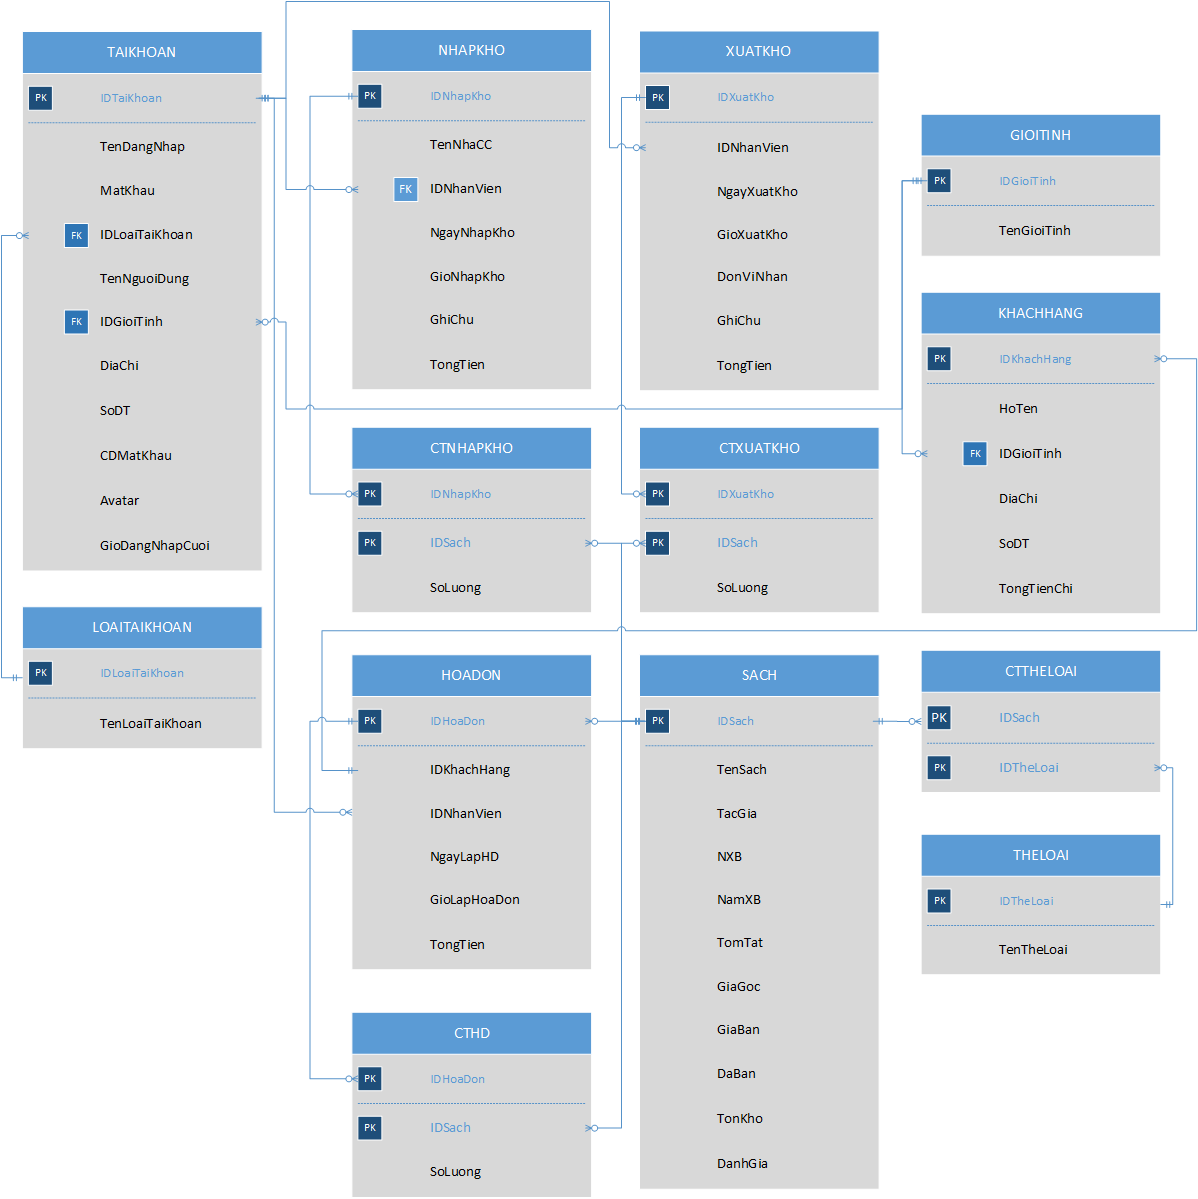 TAIKHOAN
PK IDTaiKhoan
TenDangNhap
MatKhau
FK IDLoaiTaiKhoan
TenNguoiDung
FK IDGioiTinh
DiaChi
SoDT
CDMatKhau
Avatar
GioDangNhapCuoi
LOAITAIKHOAN
PK IDLoaiTaiKhoan
TenLoaiTaiKhoan
NHAPKHO
PK IDNhapKho
TenNhaCC
FK IDNhanVien
NgayNhapKho
GioNhapKho
GhiChu
TongTien
CTNHAPKHO
PK IDNhapKho
PK IDSach
SoLuong
HOADON
PK IDHoaDon
IDKhachHang
IDNhanVien
NgayLapHD
GioLapHoaDon
TongTien
CTHD
PK IDHoaDon
PK IDSach
SoLuong
XUATKHO
PK IDXuatKho
IDNhanVien
NgayXuatKho
GioXuatKho
DonViNhan
GhiChu
TongTien
CTXUATKHO
PK IDXuatKho
PK IDSach
SoLuong
SACH
PK IDSach
TenSach
TacGia
NXB
NamXB
TomTat
GiaGoc
GiaBan
DaBan
TonKho
DanhGia
GIOITINH
PK IDGioiTinh
TenGioiTinh
KHACHHANG
PK IDKhachHang
HoTen
FK IDGioiTinh
DiaChi
SoDT
TongTienChi
CTTHELOAI
PK IDSach
PK IDTheLoai
THELOAI
PK IDTheLoai
TenTheLoai